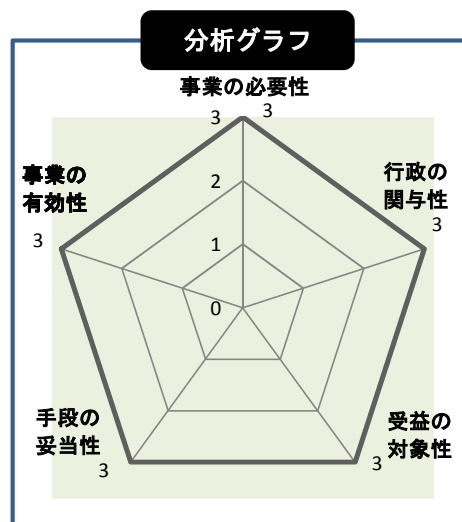 分析グラフ
事業の必要性
3
3
行政の
関与性
3
2
事業の
有効性
3
1
0
手段の
妥当性
3
受益の
対象性
3